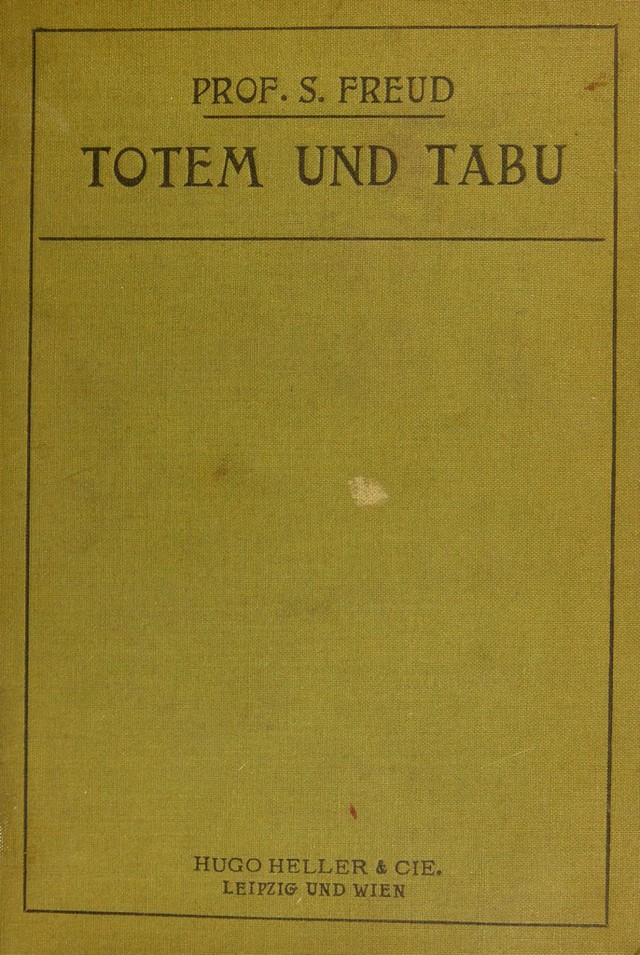 PROF. S. FREUD
TOTEM UND TABU
HUGO HELLER & CIE.
LEIPZIG UND WIEN